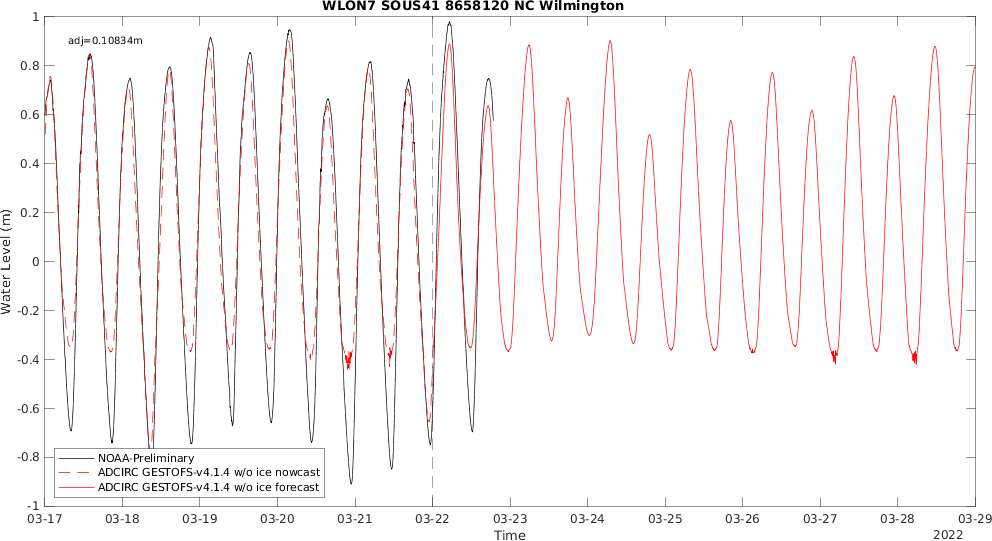 WLON7 SOUS41 8658120 NC Wilmington
adj=0.10834m
1
0.8
0.6
0.4
0.2
0
-0.2
-0.4
-0.6
-0.8
-1
Water Level (m)
NOAA-Preliminary
ADCIRC GESTOFS-v4.1.4 w/o ice nowcast
ADCIRC GESTOFS-v4.1.4 w/o ice forecast
03-17 03-18 03-19 03-20 03-21 03-22 03-23 03-24 03-25 03-26 03-27 03-28 03-29
Time
2022